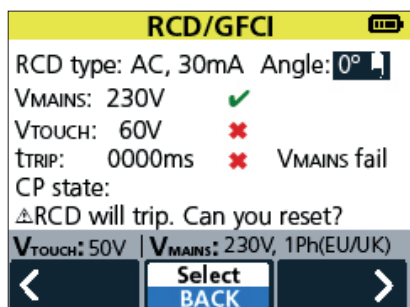 RCD/GFCI
RCD type: AC, 30mA Angle: 0°
VMAINS: 230V ✔
VTOUCH: 60V ✖
tTRIP: 0000ms ✖ VMAINS fail
CP state:
⚠RCD will trip. Can you reset?
VTOUCH: 50V | VMAINS: 230V, 1Ph(EU/UK)
< Select >
BACK